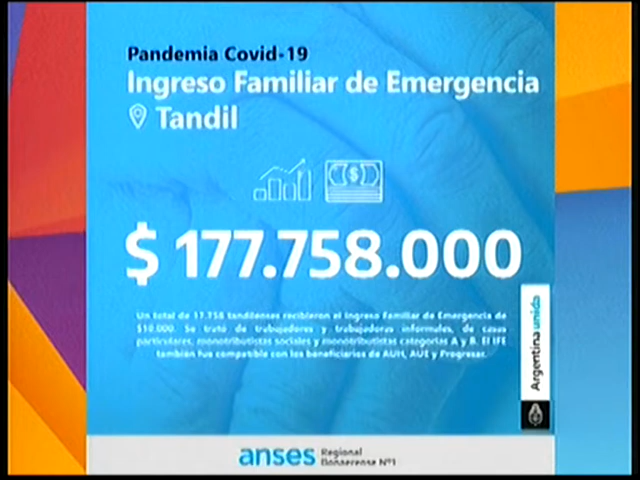 Pandemia Covid-19
Ingreso Familiar de Emergencia
Tandil
$ 177.758.000
Un total de 17.758 tandilenses recibieron el Ingreso Familiar de Emergencia de
$10.000. Se trató de trabajadores y trabajadoras informales, de casas
particulares, monotributistas sociales y monotributistas categorías A y B. El IFE
también fue compatible con los beneficiarios de AUH, AUE y Progresar.
Argentina unida
anses Regional
Bonaerense Nº1